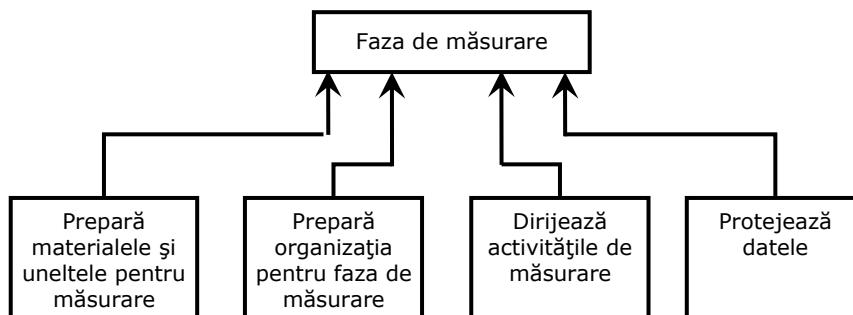 Faza de măsurare
Prepară
materialele şi
uneltele pentru
măsurare
Prepară
organizaţia
pentru faza de
măsurare
Dirijează
activităţile de
măsurare
Protejează
datele